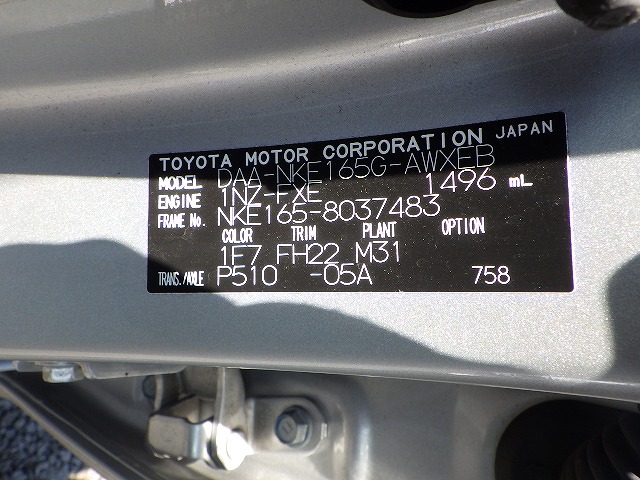 TOYOTA MOTOR CORPORATION JAPAN
MODEL DAA-NKE165G-AWXEB
ENGINE 1NZ-FXE 1496 mL
FRAME No. NKE165-8037483
COLOR TRIM PLANT OPTION
1F7 FH22 M31
TRANS./AXLE P510 -05A 758